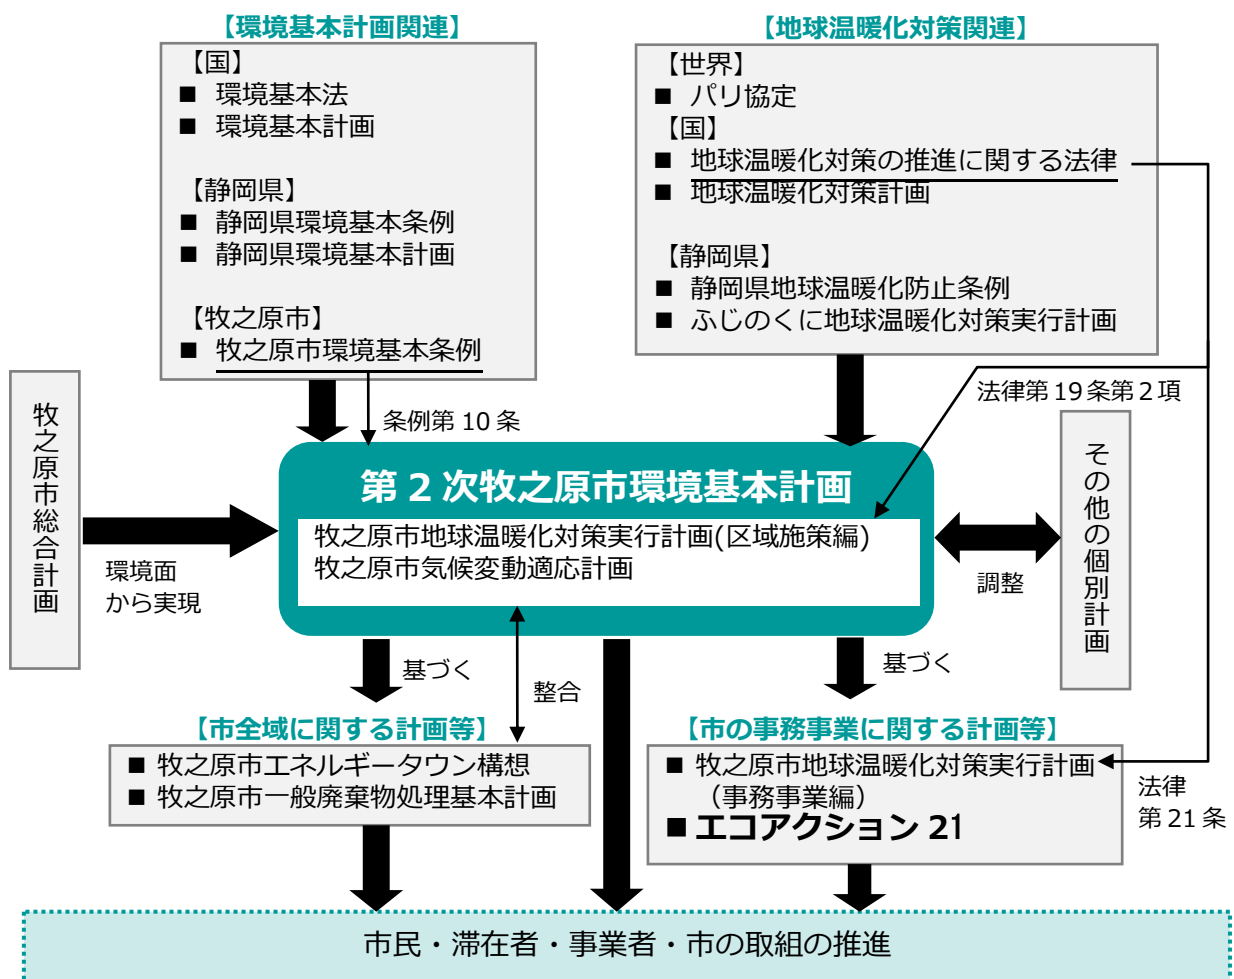 【環境基本計画関連】
【国】
■ 環境基本法
■ 環境基本計画
【静岡県】
■ 静岡県環境基本条例
■ 静岡県環境基本計画
【牧之原市】
■ 牧之原市環境基本条例
【地球温暖化対策関連】
【世界】
■ パリ協定
【国】
■ 地球温暖化対策の推進に関する法律
■ 地球温暖化対策計画
【静岡県】
■ 静岡県地球温暖化防止条例
■ ふじのくに地球温暖化対策実行計画
条例第 10 条
法律第 19 条第 2 項
牧之原市総合計画
環境面
から実現
第 2 次牧之原市環境基本計画
牧之原市地球温暖化対策実行計画(区域施策編)
牧之原市気候変動適応計画
調整
その他の個別計画
基づく
整合
基づく
【市全域に関する計画等】
■ 牧之原市エネルギータウン構想
■ 牧之原市一般廃棄物処理基本計画
【市の事務事業に関する計画等】
■ 牧之原市地球温暖化対策実行計画
（事務事業編）
■ エコアクション 21
法律
第 21 条
市民・滞在者・事業者・市の取組の推進